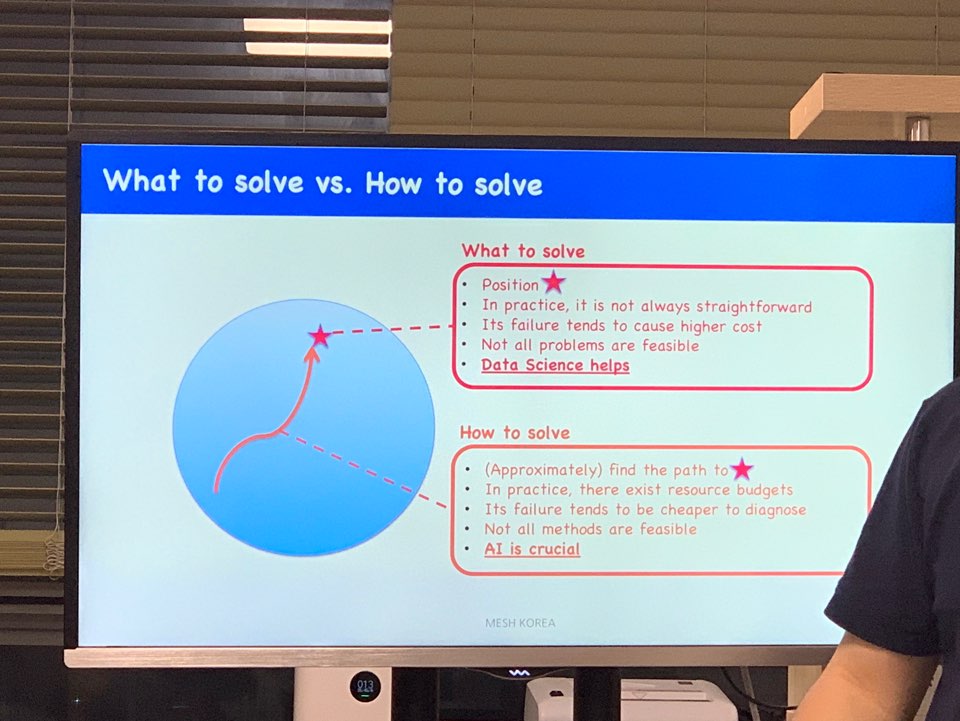 What to solve vs. How to solve
What to solve
• Position ★
• In practice, it is not always straightforward
• Its failure tends to cause higher cost
• Not all problems are feasible
• Data Science helps
How to solve
• (Approximately) find the path to ★
• In practice, there exist resource budgets
• Its failure tends to be cheaper to diagnose
• Not all methods are feasible
• AI is crucial
MESH KOREA
013